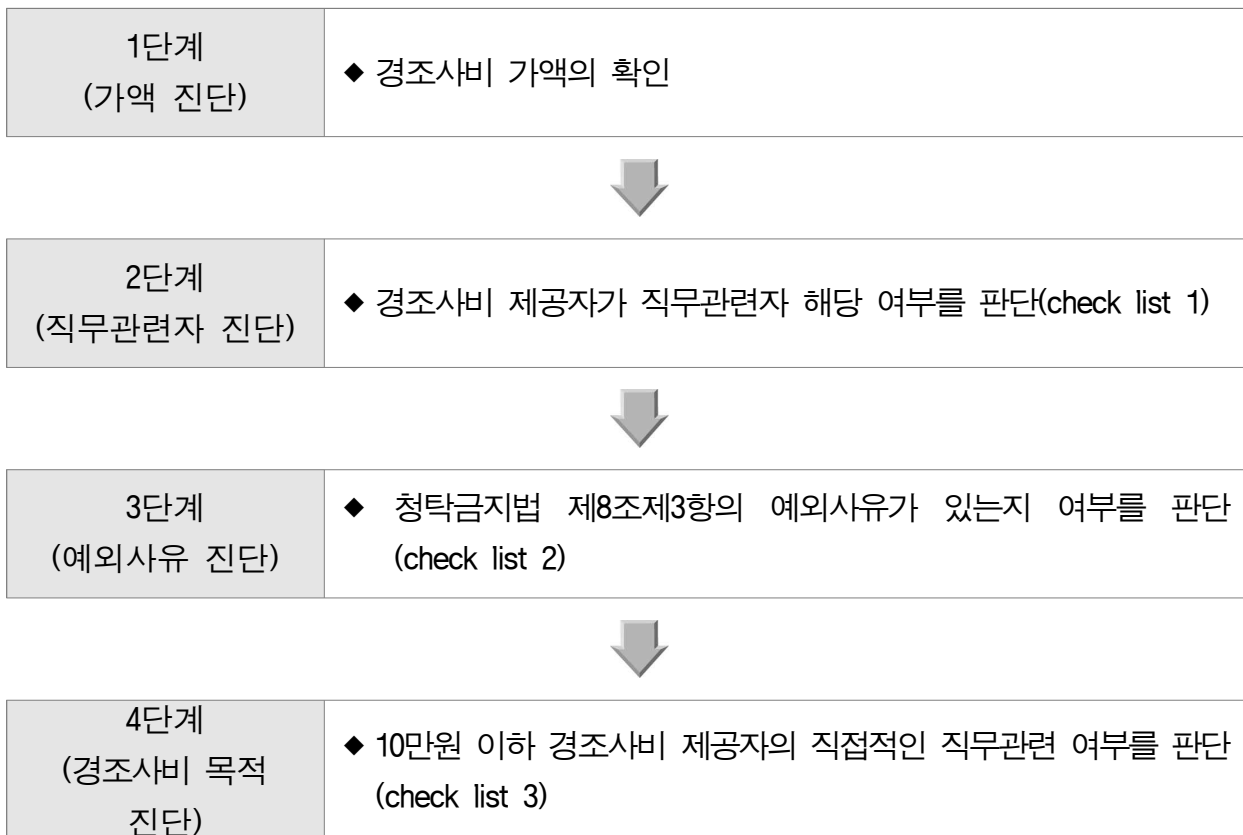 1단계
(가액 진단)
◆ 경조사비 가액의 확인
2단계
(직무관련자 진단)
◆ 경조사비 제공자가 직무관련자 해당 여부를 판단(check list 1)
3단계
(예외사유 진단)
◆ 청탁금지법 제8조제3항의 예외사유가 있는지 여부를 판단
(check list 2)
4단계
(경조사비 목적
진단)
◆ 10만원 이하 경조사비 제공자의 직접적인 직무관련 여부를 판단
(check list 3)